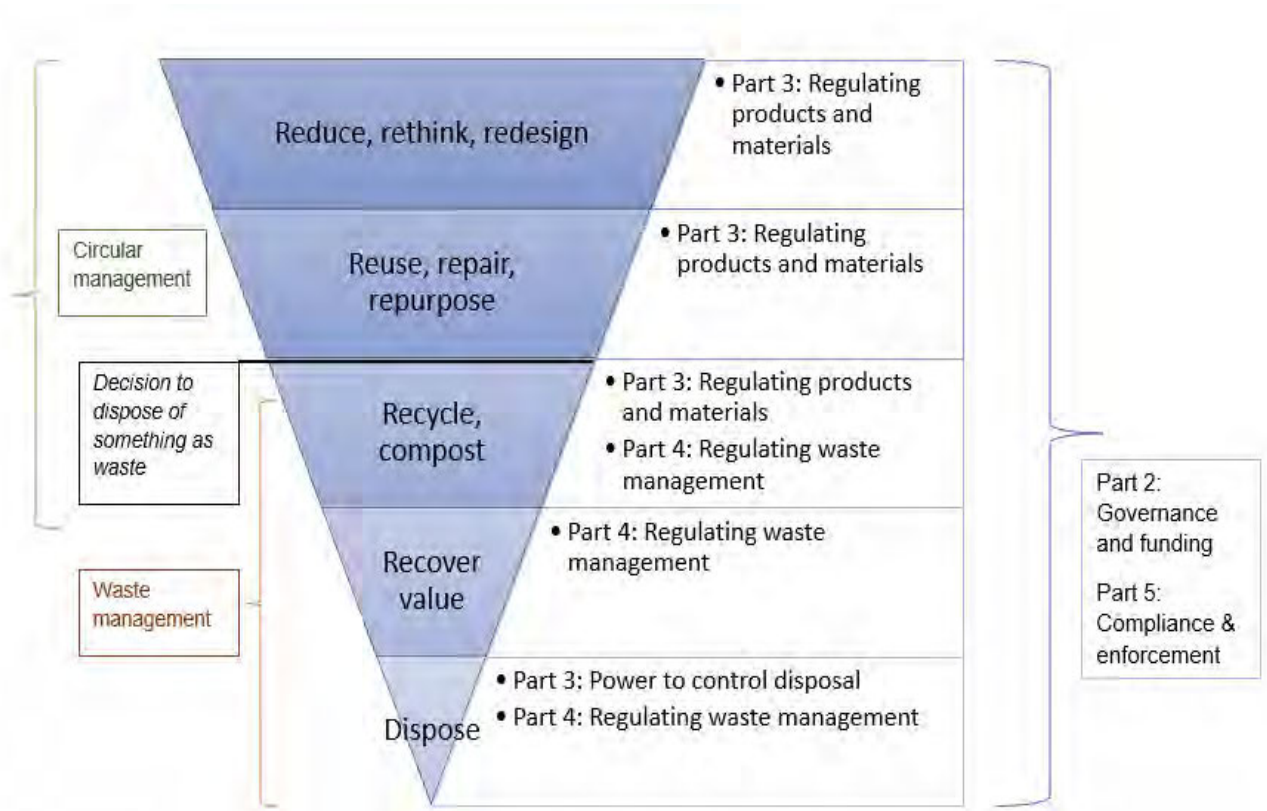 Reduce, rethink, redesign
• Part 3: Regulating
products and
materials
Circular
management
Reuse, repair,
repurpose
• Part 3: Regulating
products and materials
Decision to
dispose of
something as
waste
Recycle,
compost
• Part 3: Regulating products
and materials
• Part 4: Regulating waste
management
Waste
management
Recover
value
• Part 4: Regulating waste
management
Dispose
• Part 3: Power to control disposal
• Part 4: Regulating waste management
Part 2:
Governance
and funding
Part 5:
Compliance &
enforcement